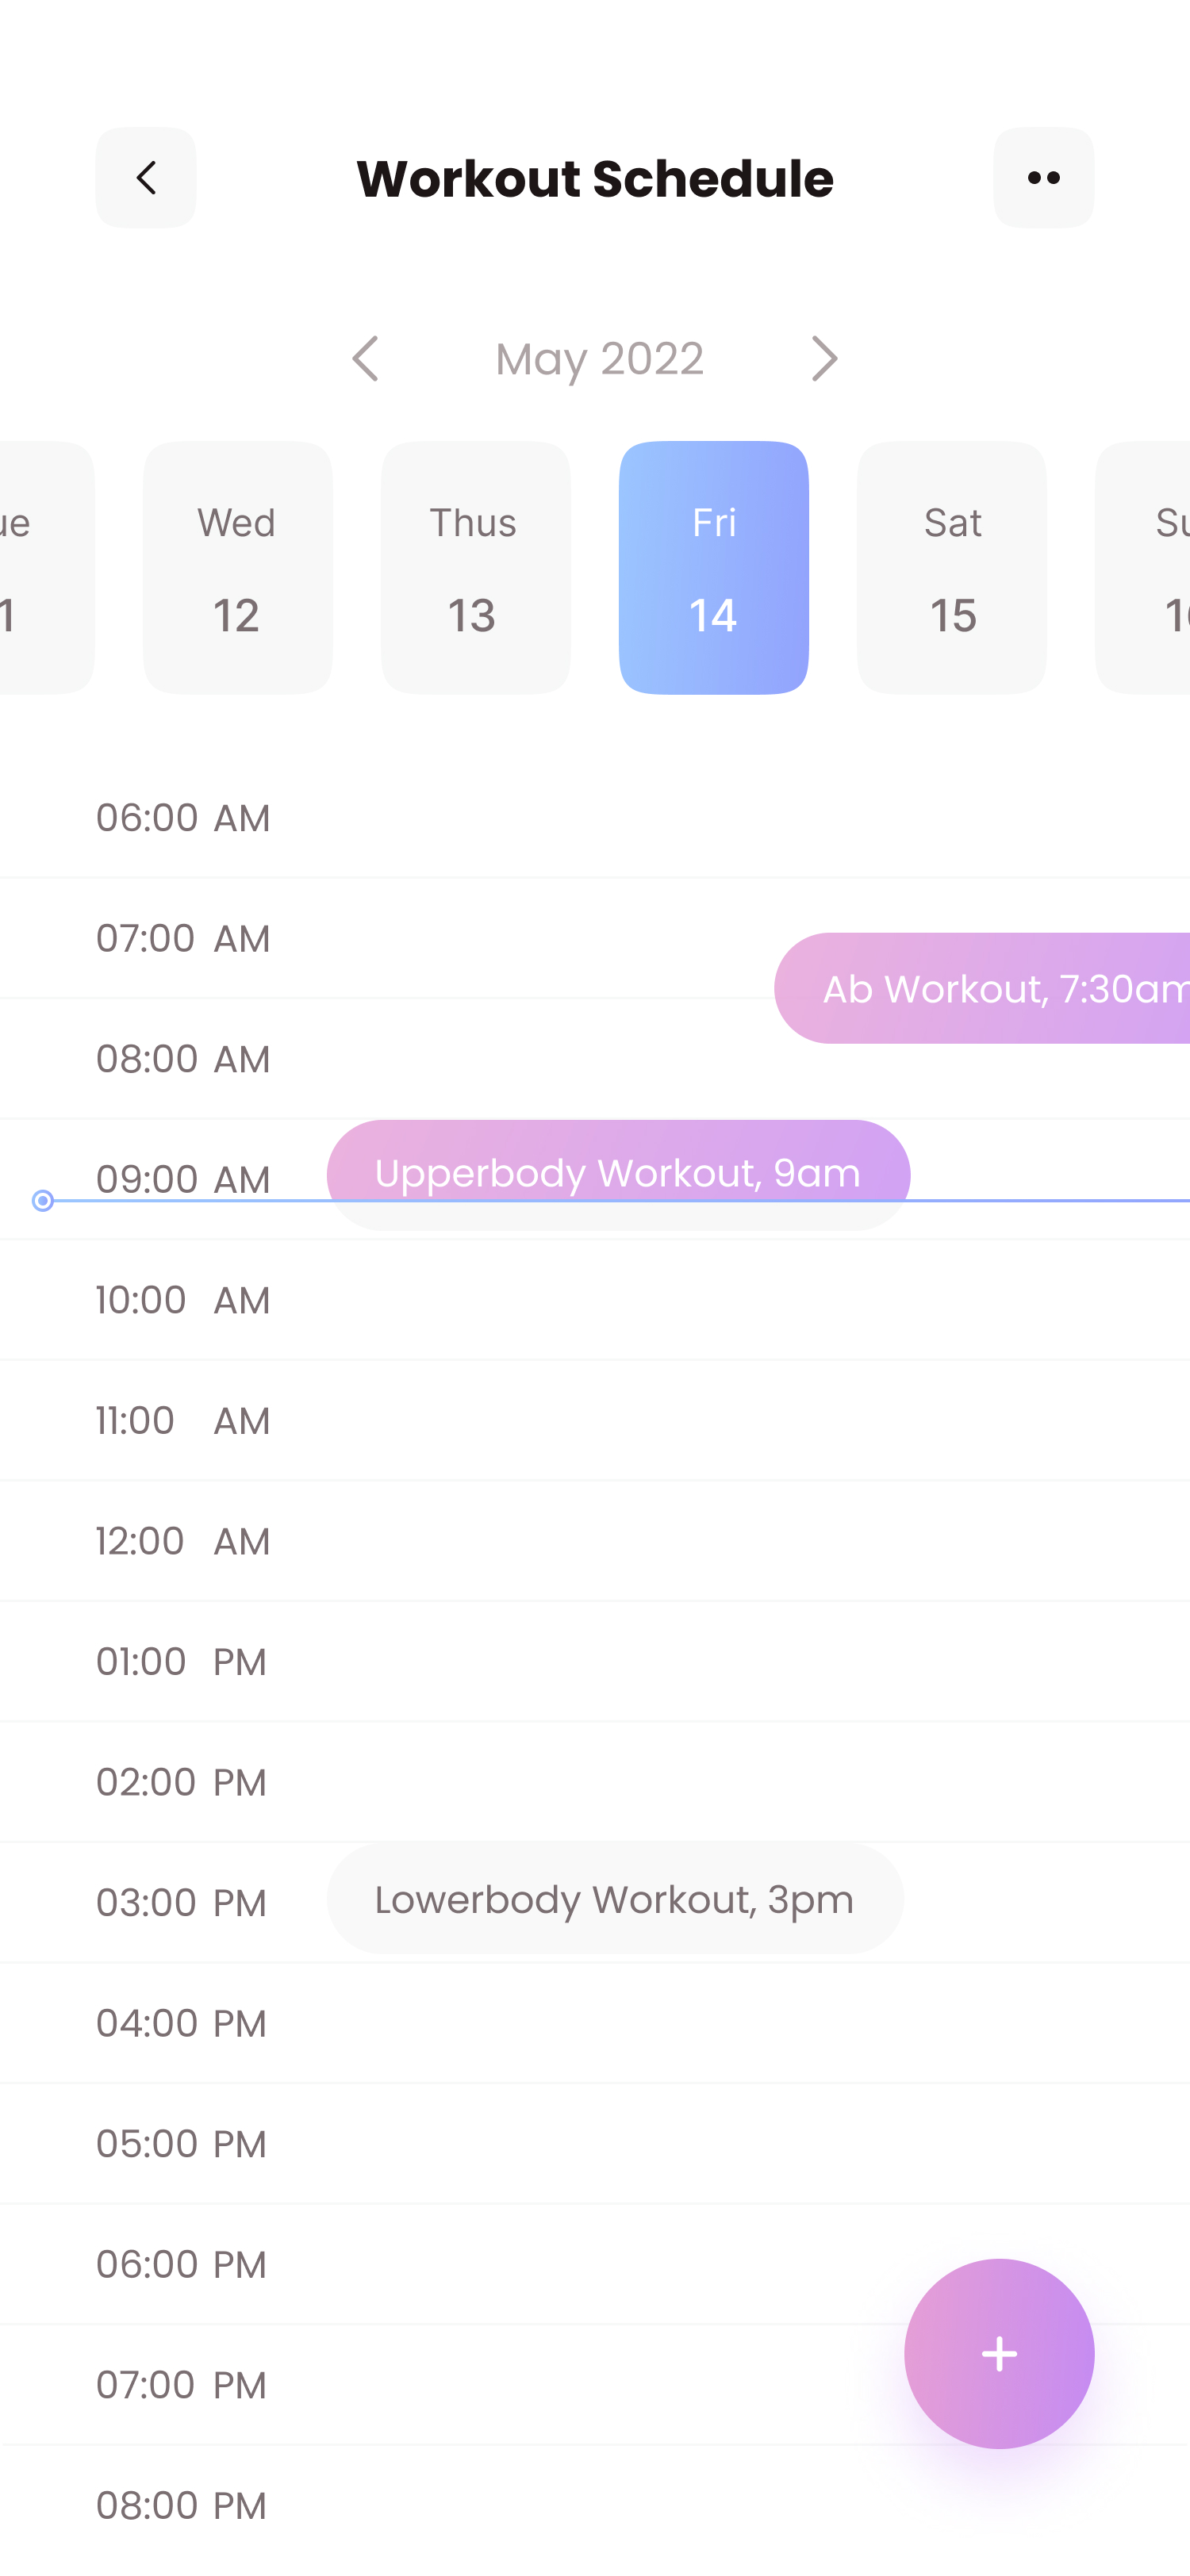 Workout Schedule
May 2022
ue Wed Thus Fri Sat Su
1 12 13 14 15 1
06:00 AM
07:00 AM
Ab Workout, 7:30am
08:00 AM
09:00 AM Upperbody Workout, 9am
10:00 AM
11:00 AM
12:00 AM
01:00 PM
02:00 PM
03:00 PM Lowerbody Workout, 3pm
04:00 PM
05:00 PM
06:00 PM
07:00 PM
08:00 PM